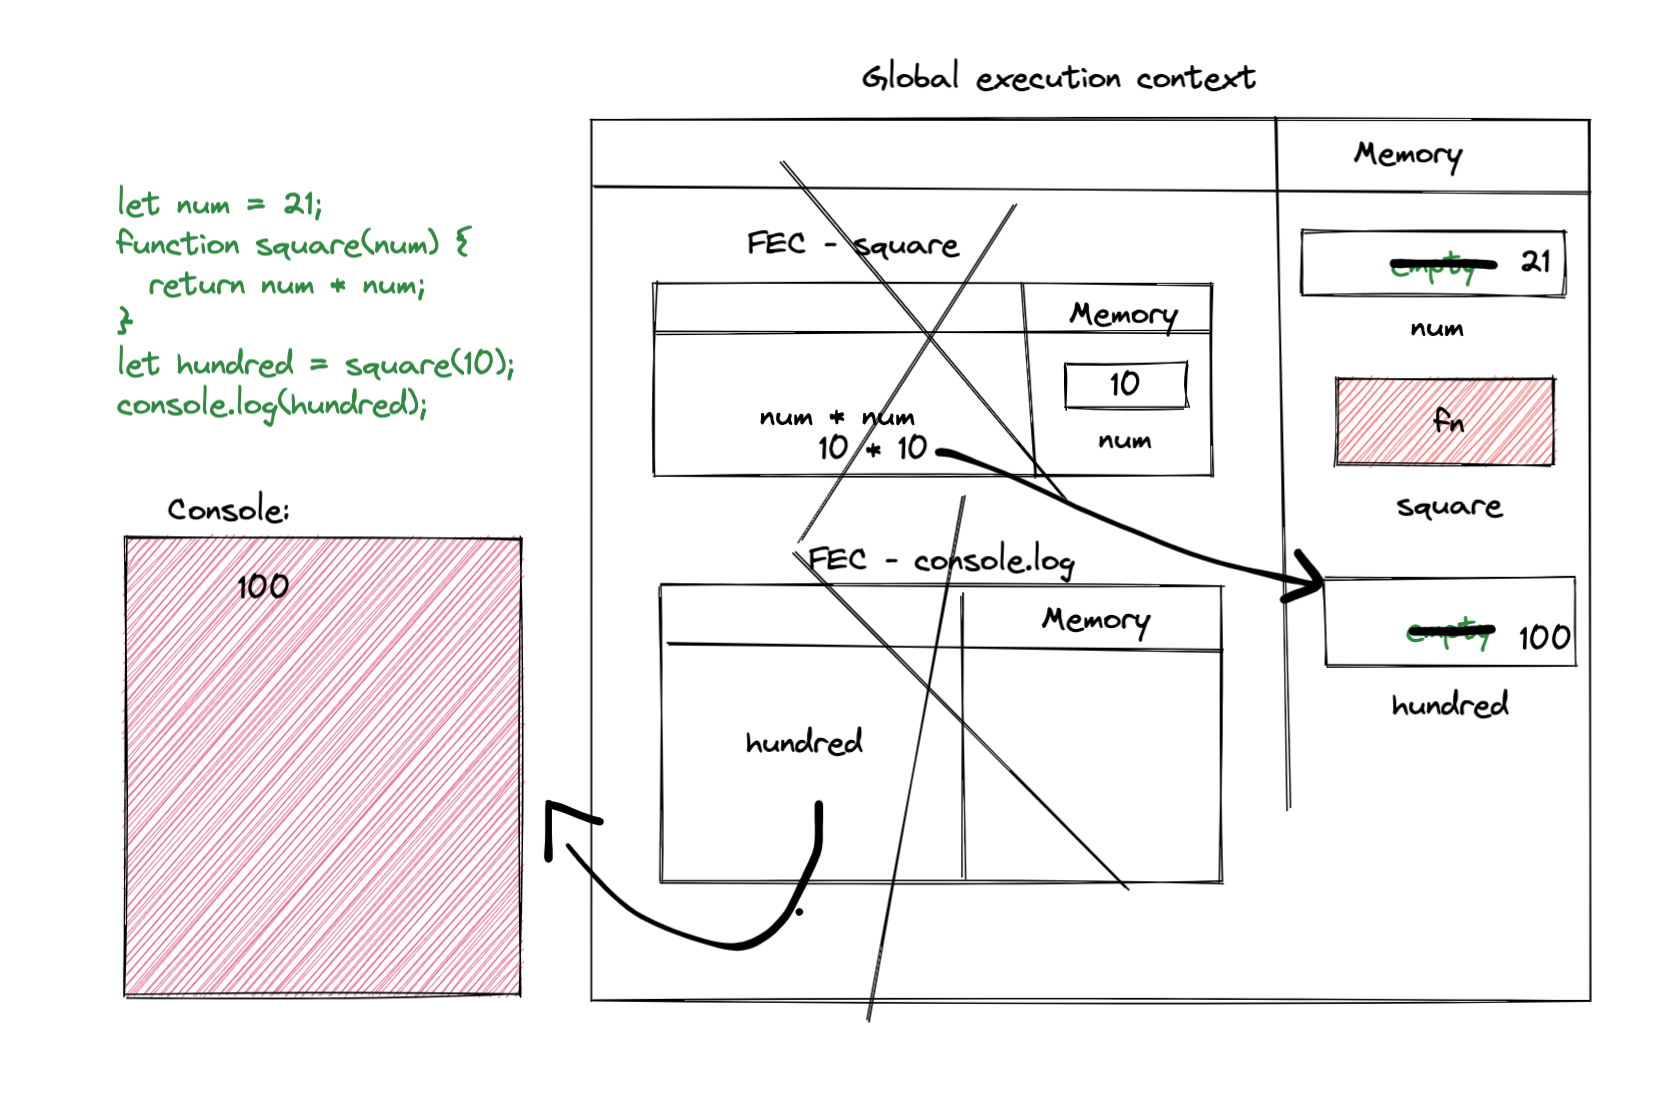 Global execution context
Memory
let num = 21;
function square(num) {
return num * num;
}
let hundred = square(10);
console.log(hundred);
FEC - square
Memory
10
num
num * num
10 * 10
empty 21
num
fn
square
Console:
100
FEC - console.log
Memory
hundred
empty 100
hundred